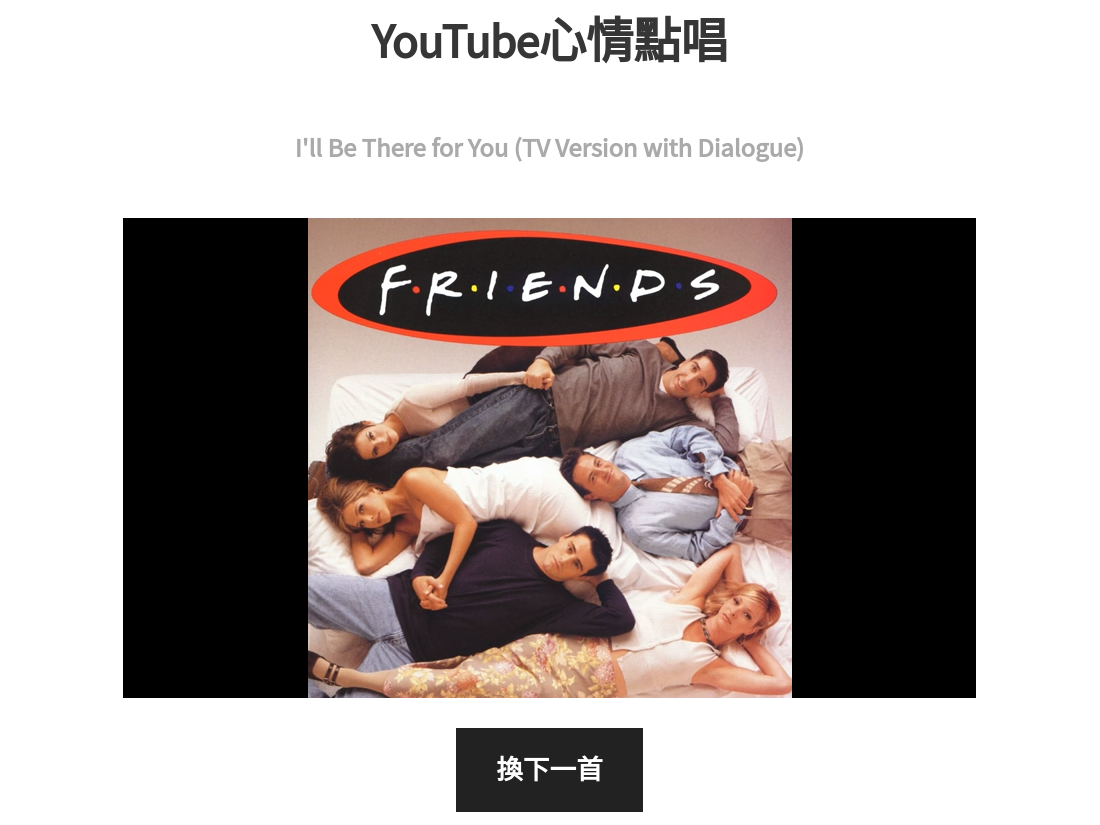 YouTube心情點唱
I'll Be There for You (TV Version with Dialogue)
F·R·I·E·N·D·S
換下一首